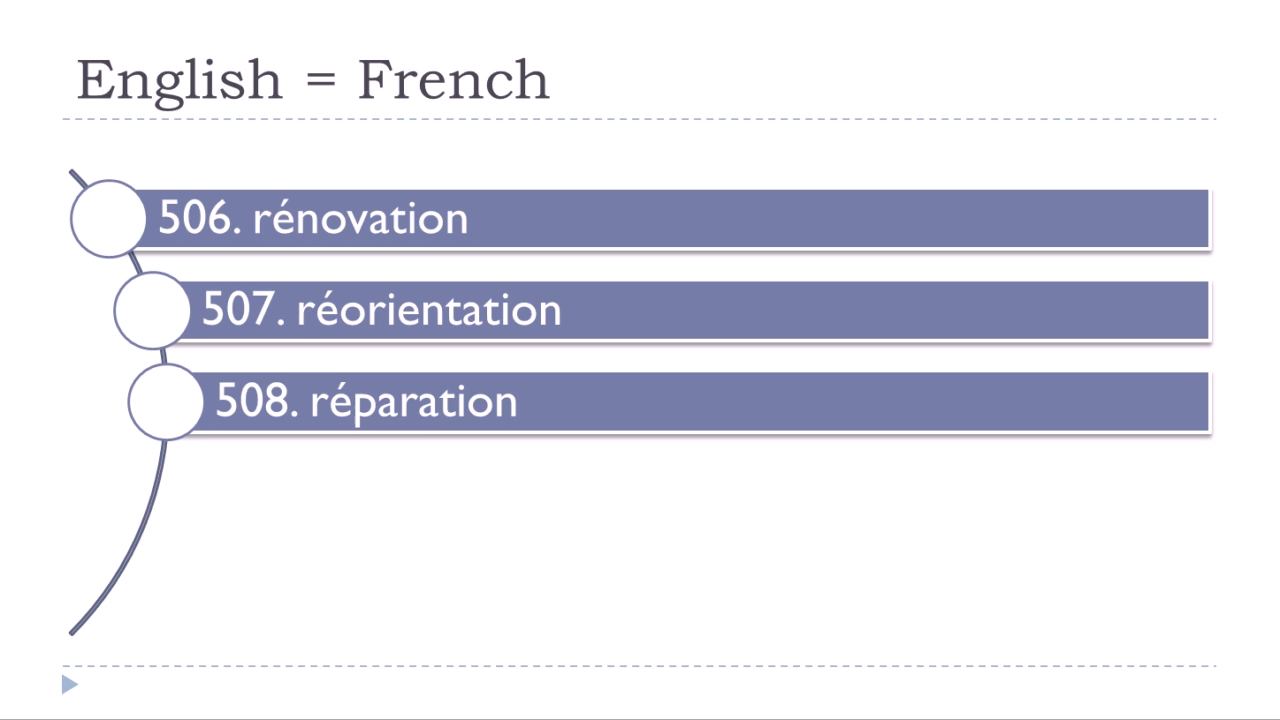 English = French
506. rénovation
507. réorientation
508. réparation